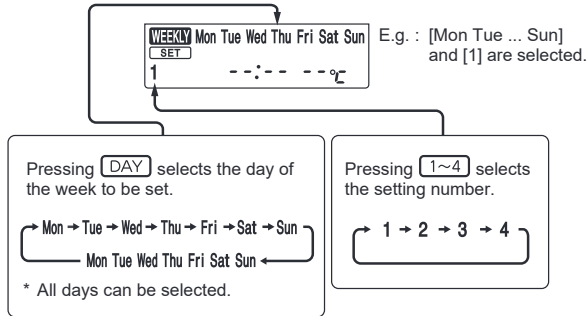 WEEKLY Mon Tue Wed Thu Fri Sat Sun
SET
1 --:-- --℃
E.g. : [Mon Tue ... Sun]
and [1] are selected.
Pressing DAY selects the day of
the week to be set.
Mon → Tue → Wed → Thu → Fri → Sat → Sun
Mon Tue Wed Thu Fri Sat Sun
* All days can be selected.
Pressing 1~4 selects
the setting number.
1 → 2 → 3 → 4